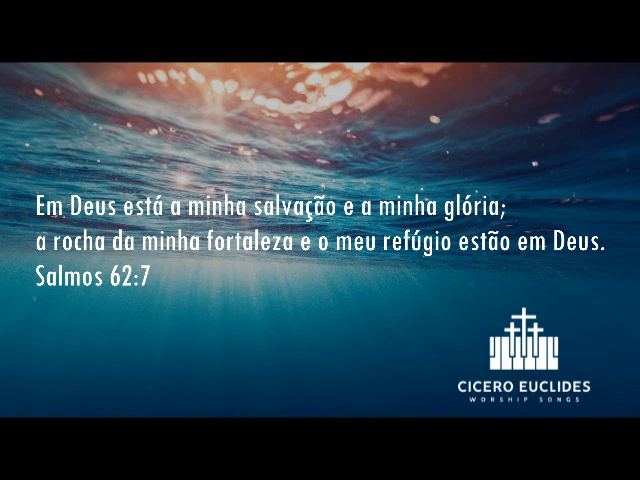 Em Deus está a minha salvação e a minha glória;
a rocha da minha fortaleza e o meu refúgio estão em Deus.
Salmos 62:7
CICERO EUCLIDES
WORSHIP SONGS